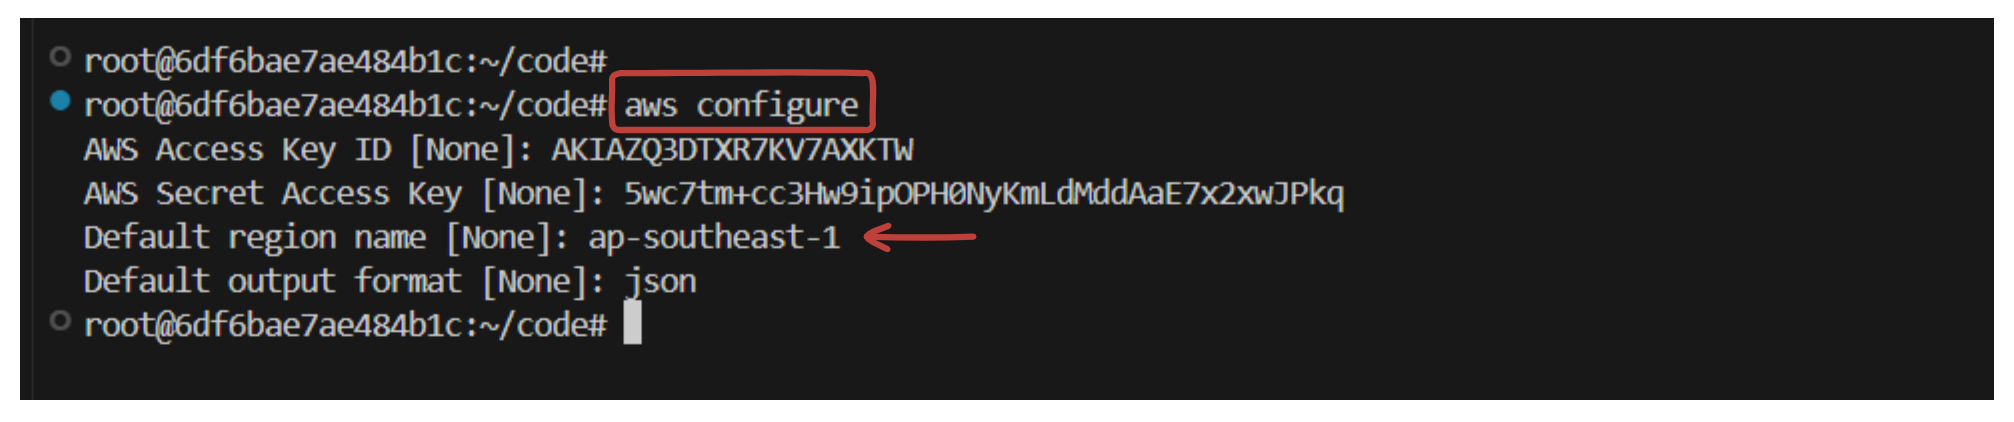 root@6df6bae7ae484b1c:~/code#
root@6df6bae7ae484b1c:~/code# aws configure
AWS Access Key ID [None]: AKIAZQ3DTXR7KV7AXKTW
AWS Secret Access Key [None]: 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
Default region name [None]: ap-southeast-1
Default output format [None]: json
root@6df6bae7ae484b1c:~/code#